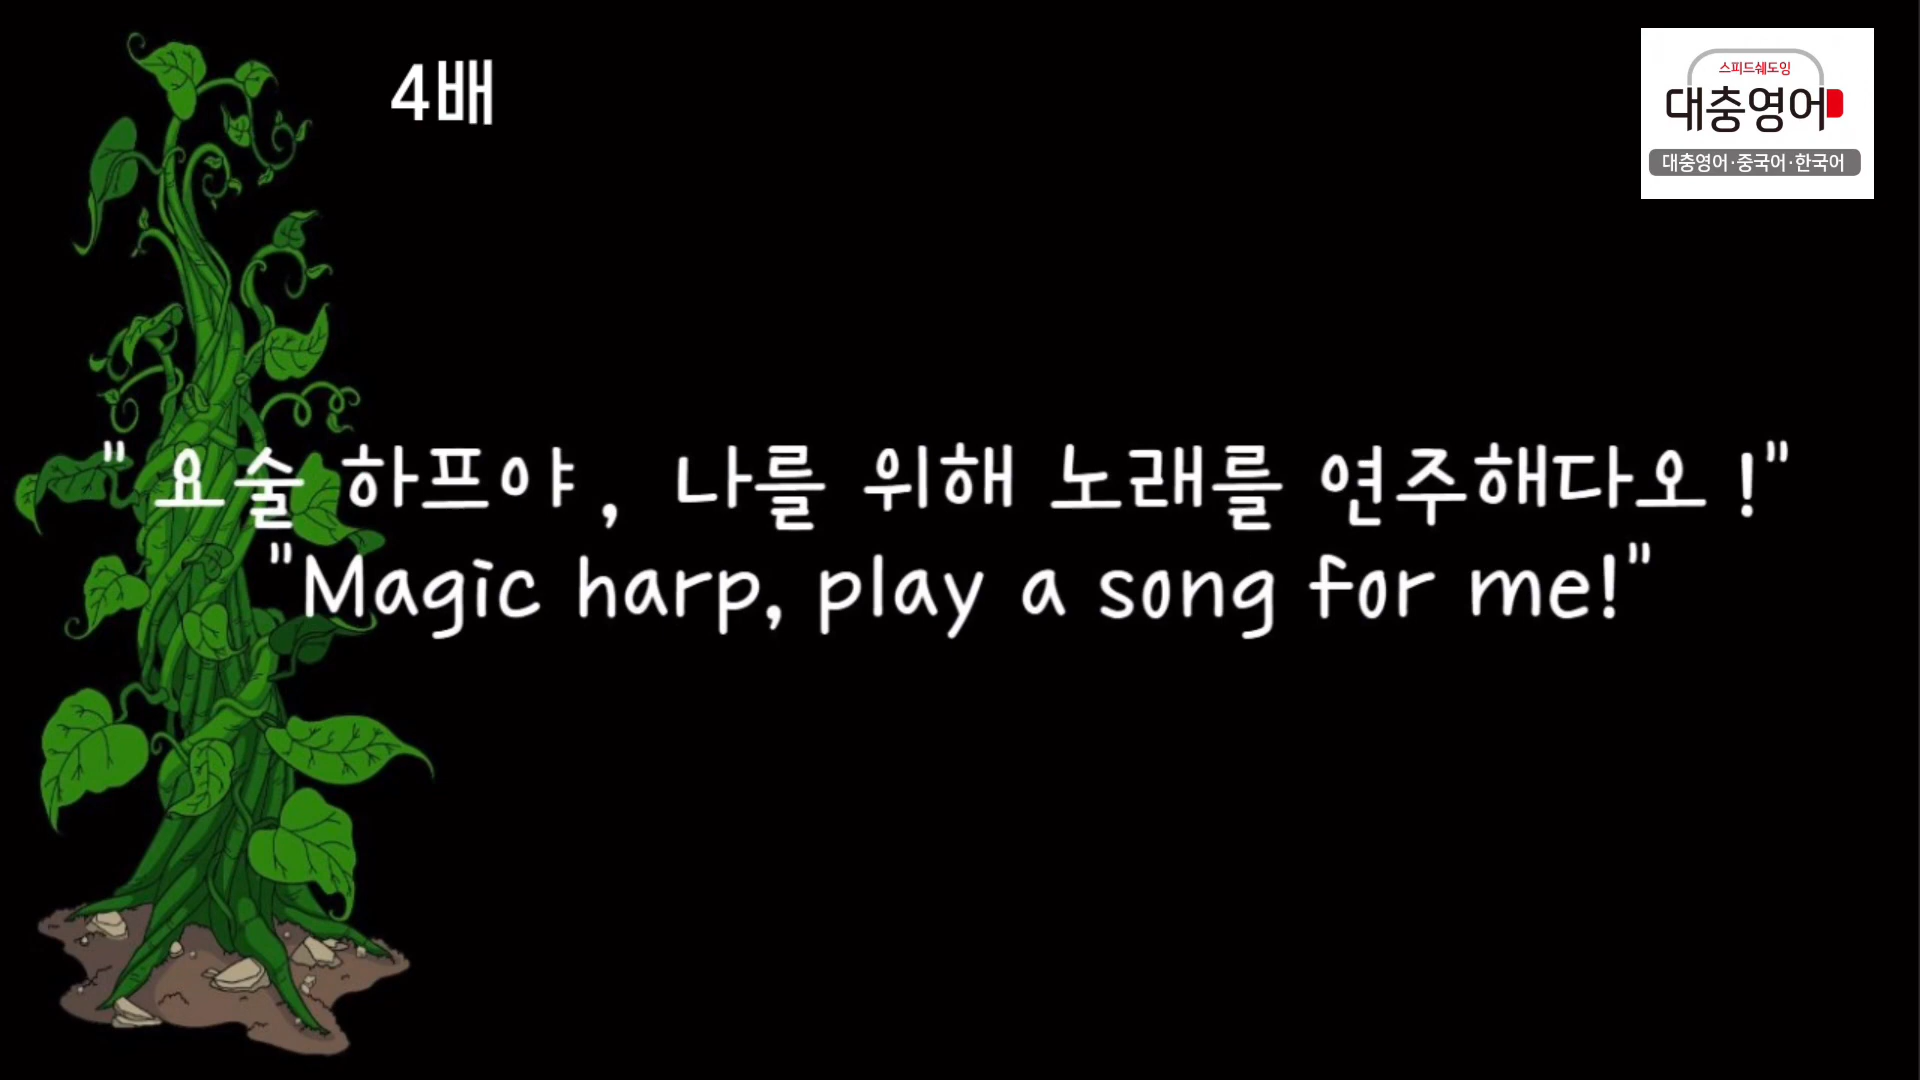 4배
스피드쉐도잉
대충영어
대충영어·중국어·한국어
"요술 하프야, 나를 위해 노래를 연주해다오!"
"Magic harp, play a song for me!"